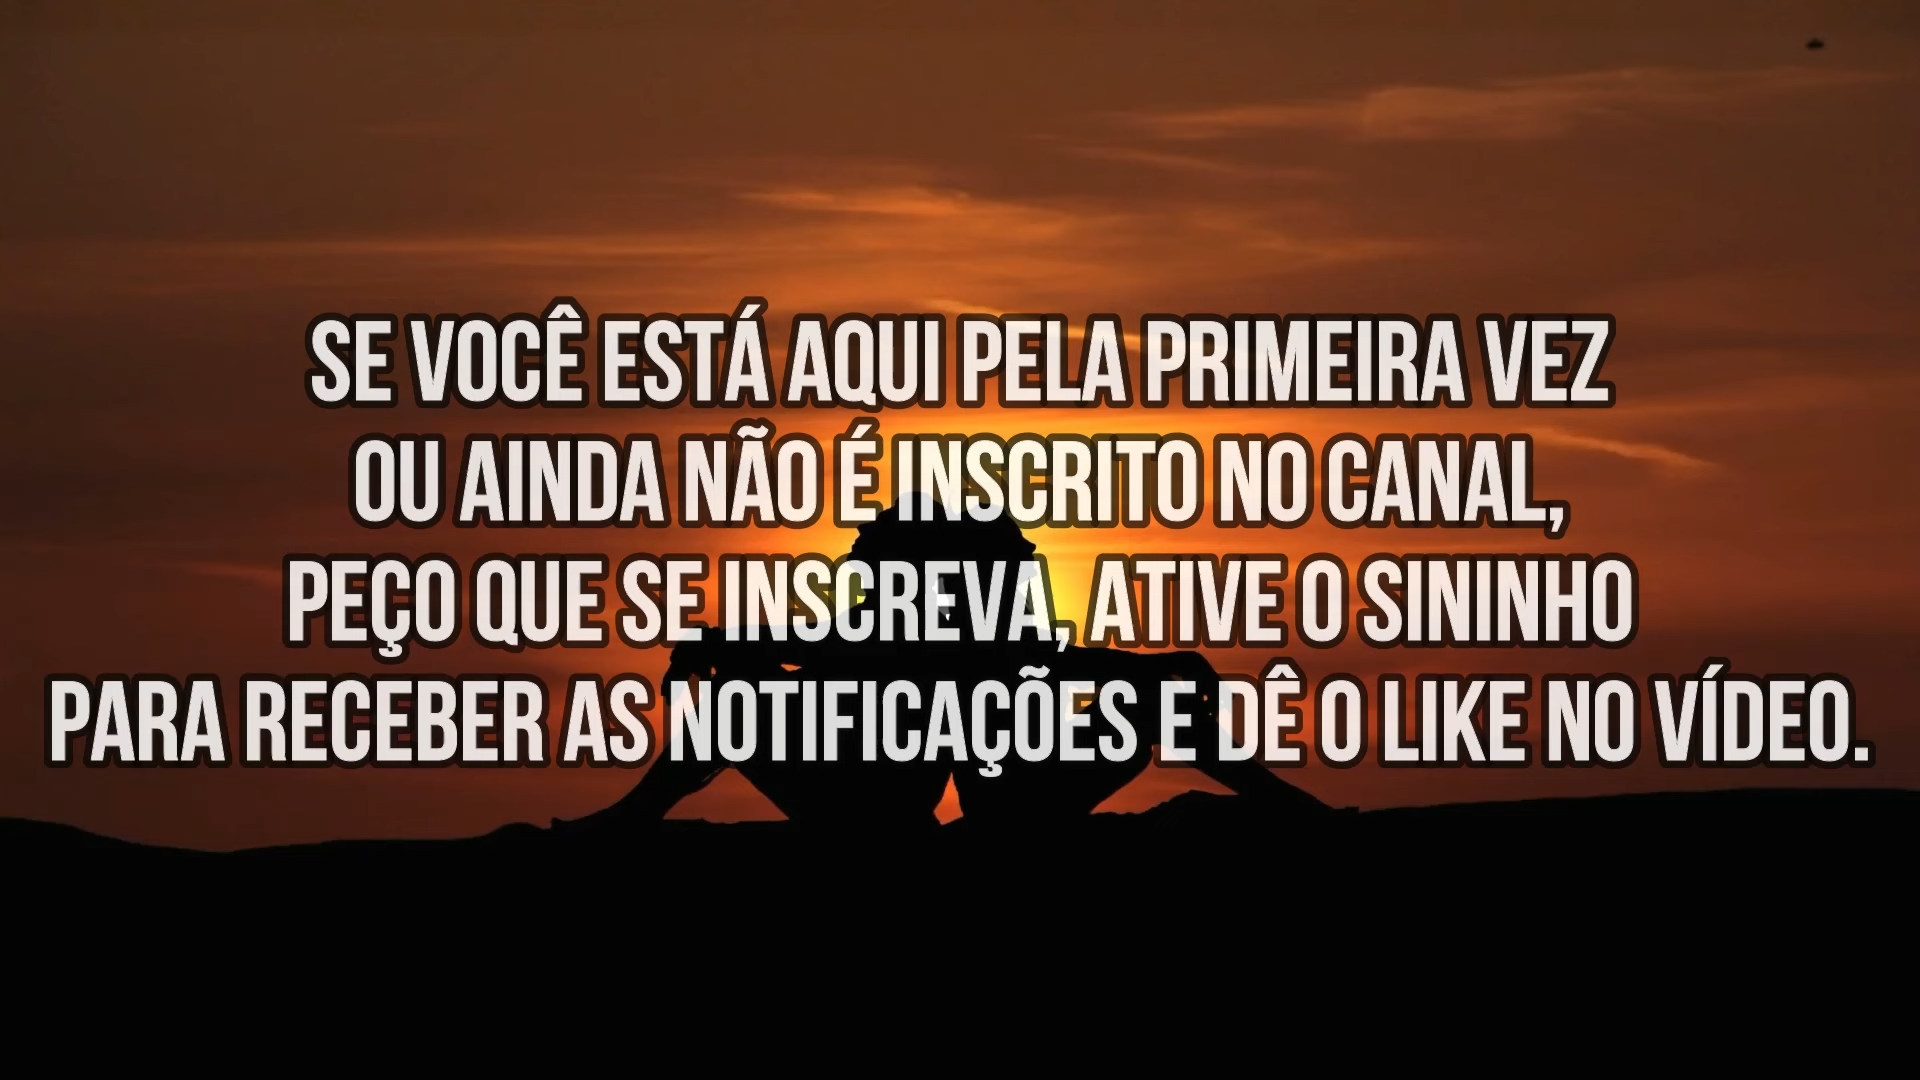 SE VOCÊ ESTÁ AQUI PELA PRIMEIRA VEZ
OU AINDA NÃO É INSCRITO NO CANAL,
PEÇO QUE SE INSCREVA, ATIVE O SININHO
PARA RECEBER AS NOTIFICAÇÕES E DÊ O LIKE NO VÍDEO.